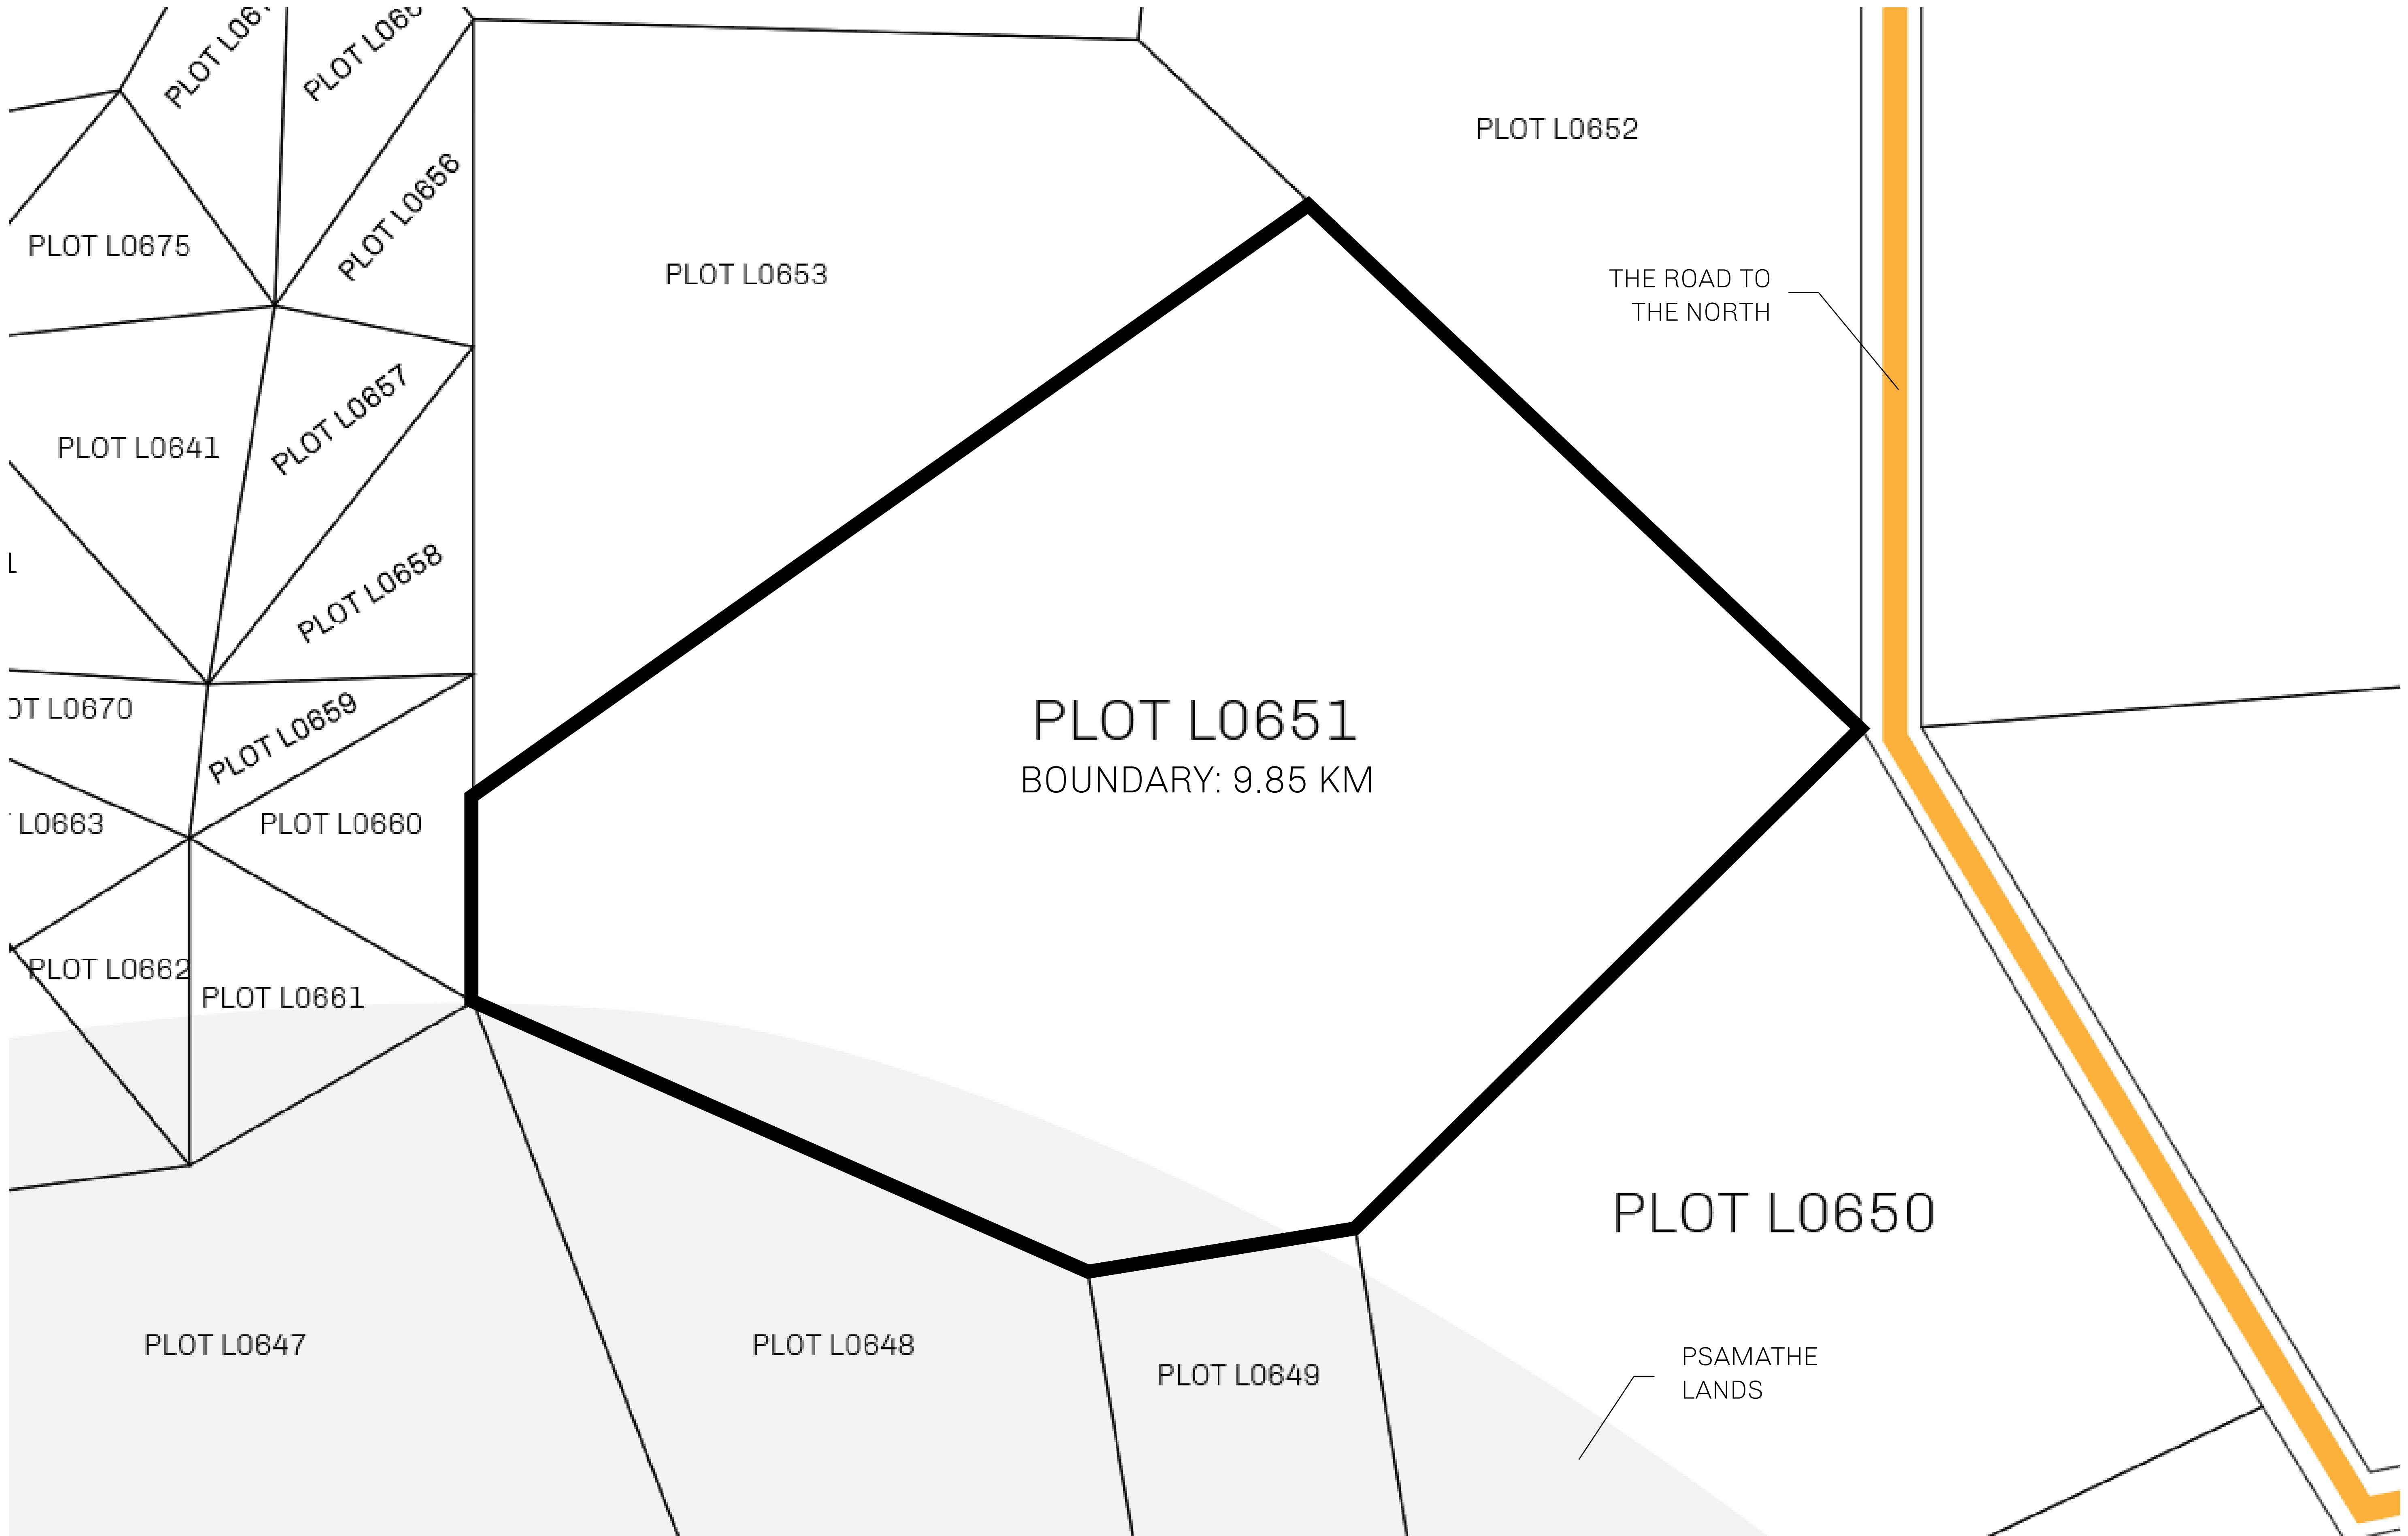 PLOT L0652
PLOT L0656
PLOT L0675
PLOT L0653
THE ROAD TO
THE NORTH
PLOT L0657
PLOT L0641
PLOT L0658
PLOT L0659
L0670
PLOT L0651
BOUNDARY: 9.85 KM
L0663
PLOT L0660
PLOT L0662
PLOT L0661
PLOT L0650
PLOT L0647
PLOT L0648
PLOT L0649
PSAMATHE
LANDS